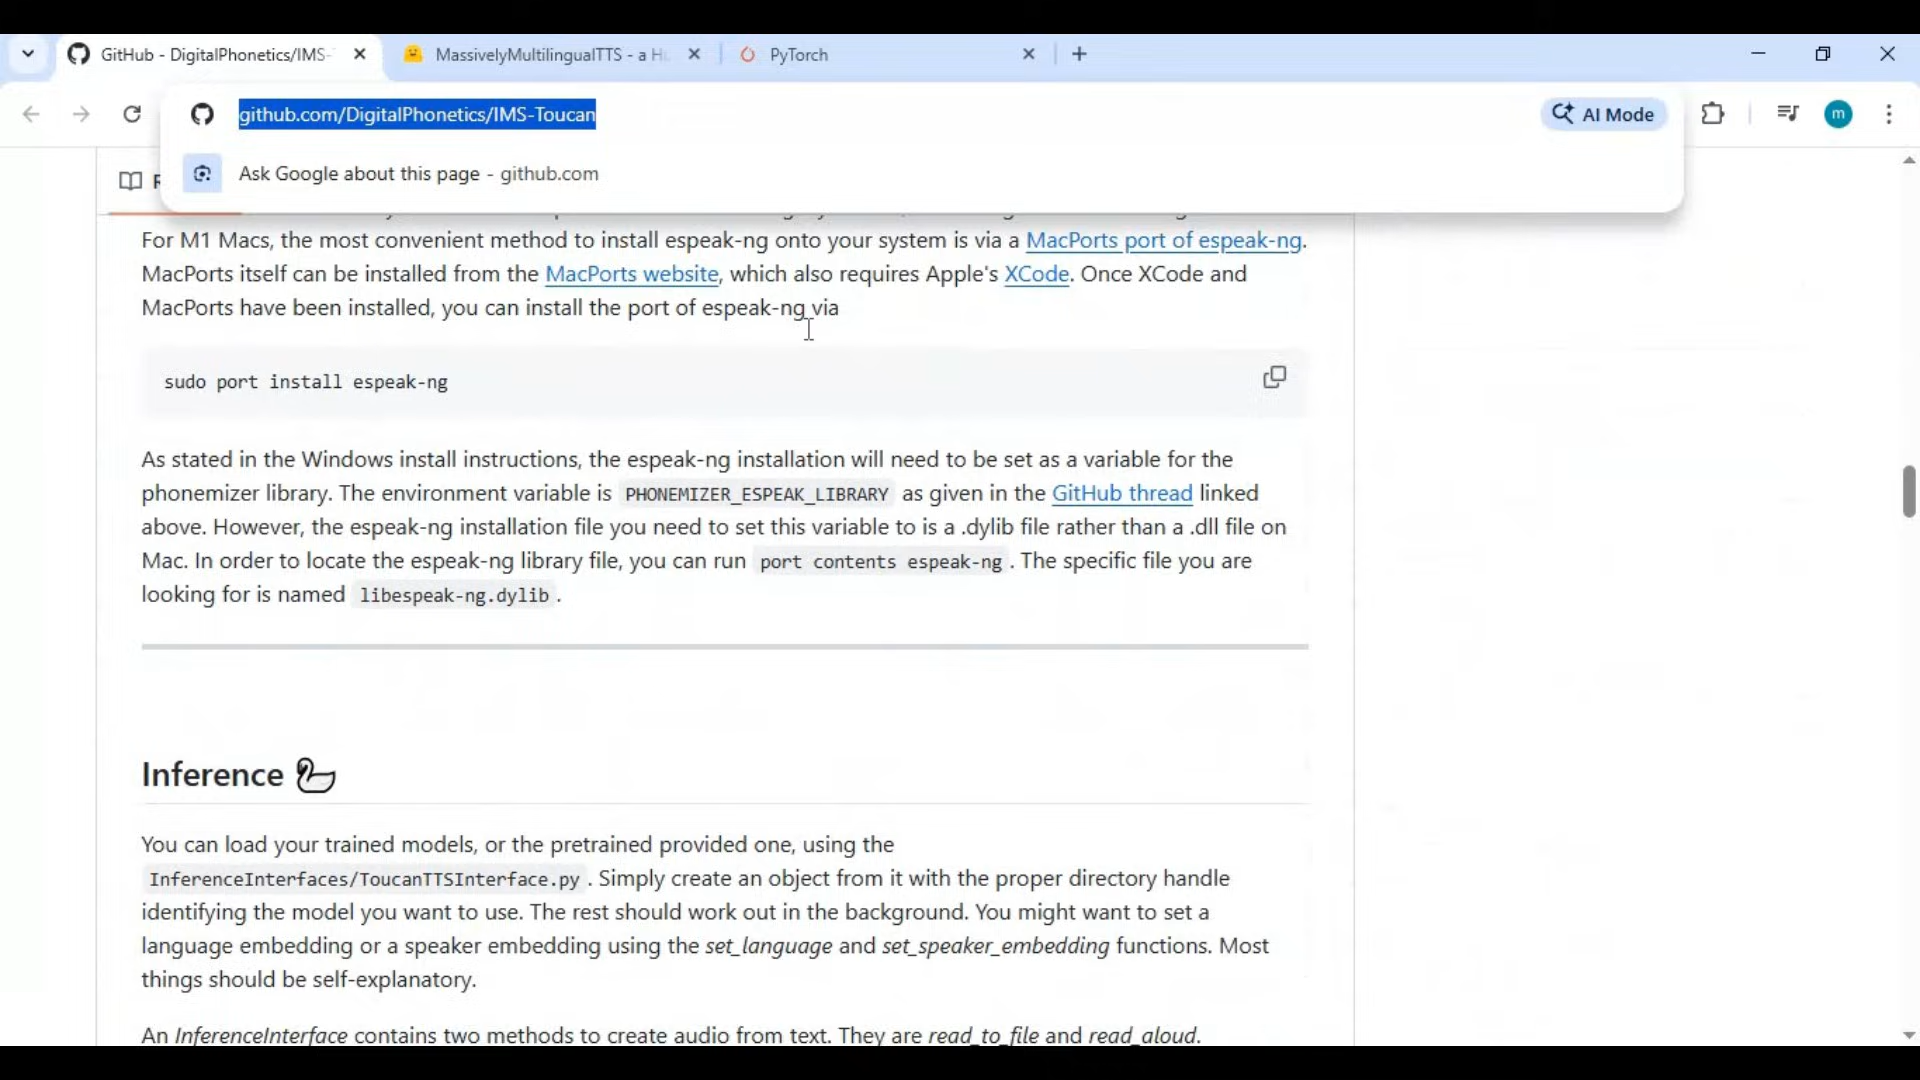 GitHub - DigitalPhonetics/IMS-
MassivelyMultilingualTTS - a H
PyTorch
github.com/DigitalPhonetics/IMS-Toucan
AI Mode
m
Ask Google about this page - github.com
For M1 Macs, the most convenient method to install espeak-ng onto your system is via a MacPorts port of espeak-ng.
MacPorts itself can be installed from the MacPorts website, which also requires Apple's XCode. Once XCode and
MacPorts have been installed, you can install the port of espeak-ng via
sudo port install espeak-ng
As stated in the Windows install instructions, the espeak-ng installation will need to be set as a variable for the
phonemizer library. The environment variable is PHONEMIZER_ESPEAK_LIBRARY as given in the GitHub thread linked
above. However, the espeak-ng installation file you need to set this variable to is a .dylib file rather than a .dll file on
Mac. In order to locate the espeak-ng library file, you can run port contents espeak-ng. The specific file you are
looking for is named libespeak-ng.dylib.
Inference 🦢
You can load your trained models, or the pretrained provided one, using the
InferenceInterfaces/ToucanTTSInterface.py. Simply create an object from it with the proper directory handle
identifying the model you want to use. The rest should work out in the background. You might want to set a
language embedding or a speaker embedding using the set_language and set_speaker_embedding functions. Most
things should be self-explanatory.
An InferenceInterface contains two methods to create audio from text. They are read_to_file and read_aloud.